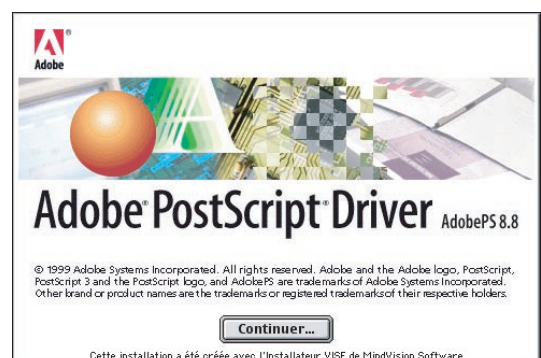 Adobe
Adobe® PostScript® Driver AdobePS 8.8
© 1999 Adobe Systems Incorporated. All rights reserved. Adobe and the Adobe logo, PostScript,
PostScript 3 and the PostScript logo, and AdobePS are trademarks of Adobe Systems Incorporated.
Other brand or product names are the trademarks or registered trademarks of their respective holders.
Continuer...
Cette installation a été créée avec l'Installateur VISE de MindVision Software